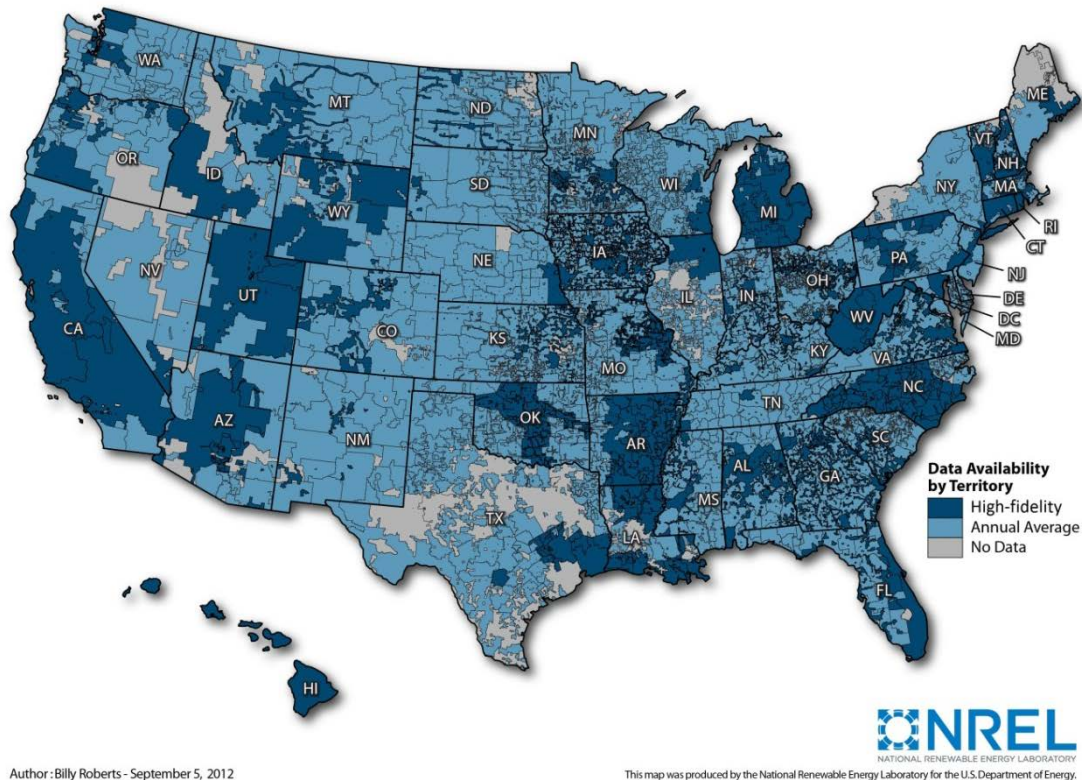 WA
MT
ND
MN
ME
VT
NH
OR
ID
WY
SD
WI
NY
MA
MI
RI
CT
NV
UT
NE
IA
PA
NJ
CA
CO
IL
IN
OH
DE
DC
MD
KS
MO
KY
WV
VA
AZ
NM
OK
AR
TN
NC
SC
TX
LA
MS
AL
GA
FL
HI
Data Availability
by Territory
High-fidelity
Annual Average
No Data
NREL
NATIONAL RENEWABLE ENERGY LABORATORY
Author : Billy Roberts - September 5, 2012
This map was produced by the National Renewable Energy Laboratory for the U.S. Department of Energy.